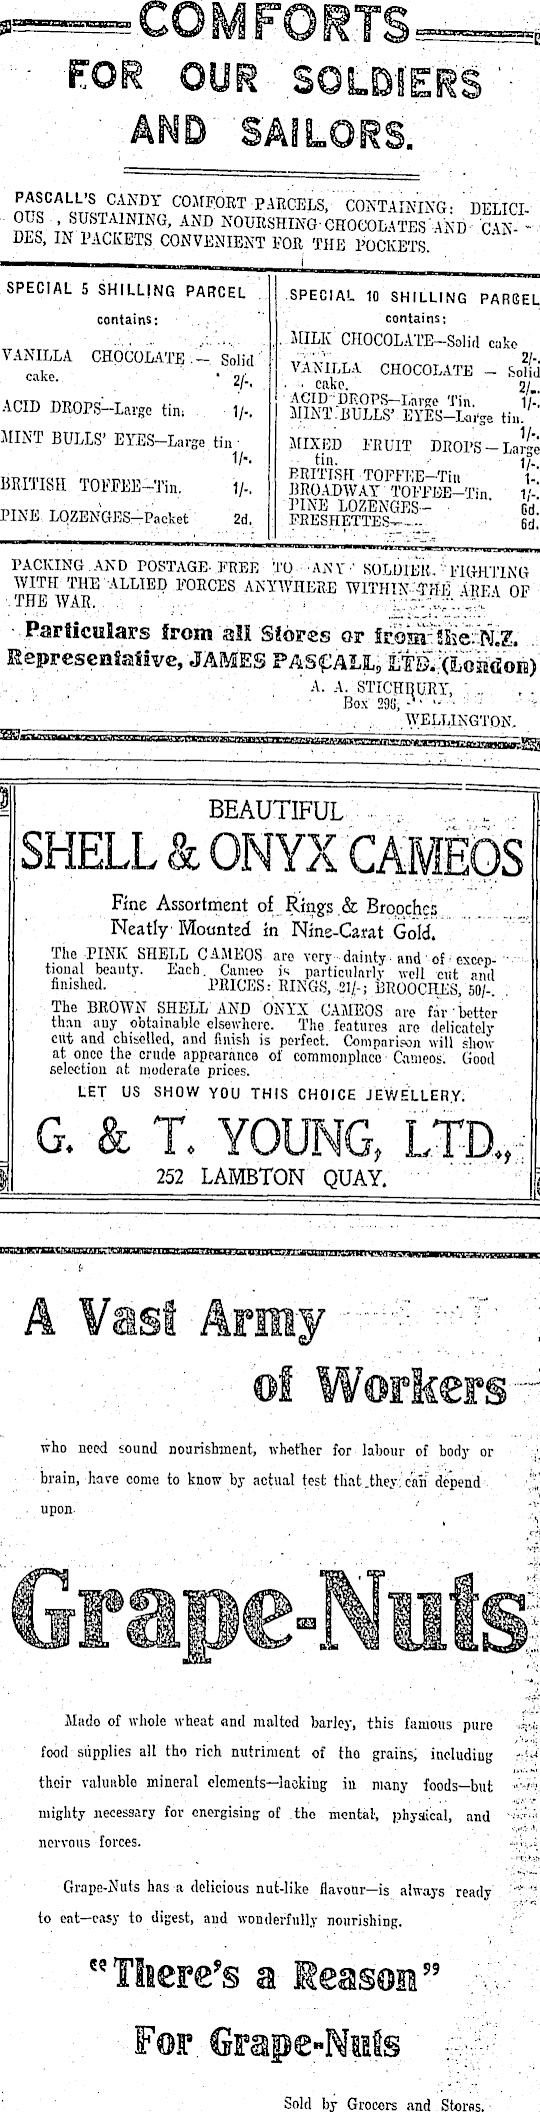 COMFORTS
FOR OUR SOLDIERS
AND SAILORS.
PASCALL'S CANDY COMFORT PARCELS, CONTAINING: DELICI-
OUS , SUSTAINING, AND NOURSHING CHOCOLATES AND CAN-
DIES, IN PACKETS CONVENIENT FOR THE POCKETS.
SPECIAL 5 SHILLING PARCEL
contains:
VANILLA CHOCOLATE — Solid
cake. 2/-.
ACID DROPS—Large tin. 1/-.
MINT BULLS' EYES—Large tin
1/-.
BRITISH TOFFEE—Tin. 1/-.
PINE LOZENGES—Packet 2d.
SPECIAL 10 SHILLING PARCEL
contains:
MILK CHOCOLATE—Solid cake
2/-.
VANILLA CHOCOLATE — Solid
cake. 2/-.
ACID DROPS—Large Tin. 1/-.
MINT BULLS' EYES—Large tin.
1/-.
MIXED FRUIT DROPS—Large
tin. 1/-.
BRITISH TOFFEE—Tin 1-.
BROADWAY TOFFEE—Tin. 1/-.
PINE LOZENGES— 6d.
FRESHETTES— 6d.
PACKING AND POSTAGE FREE TO ANY SOLDIER FIGHTING
WITH THE ALLIED FORCES ANYWHERE WITHIN THE AREA OF
THE WAR.
Particulars from all Stores or from the N.Z.
Representative, JAMES PASCALL, LTD. (London)
A. A. STICHBURY,
Box 296,
WELLINGTON.
BEAUTIFUL
SHELL & ONYX CAMEOS
Fine Assortment of Rings & Brooches
Neatly Mounted in Nine-Carat Gold.
The PINK SHELL CAMEOS are very dainty and of excep-
tional beauty. Each Cameo is particularly well cut and
finished. PRICES: RINGS, 21/-; BROOCHES, 50/-.
The BROWN SHELL AND ONYX CAMEOS are far better
than any obtainable elsewhere. The features are delicately
cut and chiselled, and finish is perfect. Comparison will show
at once the crude appearance of commonplace Cameos. Good
selection at moderate prices.
LET US SHOW YOU THIS CHOICE JEWELLERY.
G. & T. YOUNG, LTD.,
252 LAMBTON QUAY.
A Vast Army
of Workers
who need sound nourishment, whether for labour of body or
brain, have come to know by actual test that they can depend
upon
Grape-Nuts
Made of whole wheat and malted barley, this famous pure
food supplies all the rich nutriment of the grains, including
their valuable mineral elements—lacking in many foods—but
mighty necessary for energising of the mental, physical, and
nervous forces.
Grape-Nuts has a delicious nut-like flavour—is always ready
to eat—easy to digest, and wonderfully nourishing.
"There's a Reason"
For Grape-Nuts
Sold by Grocers and Stores.